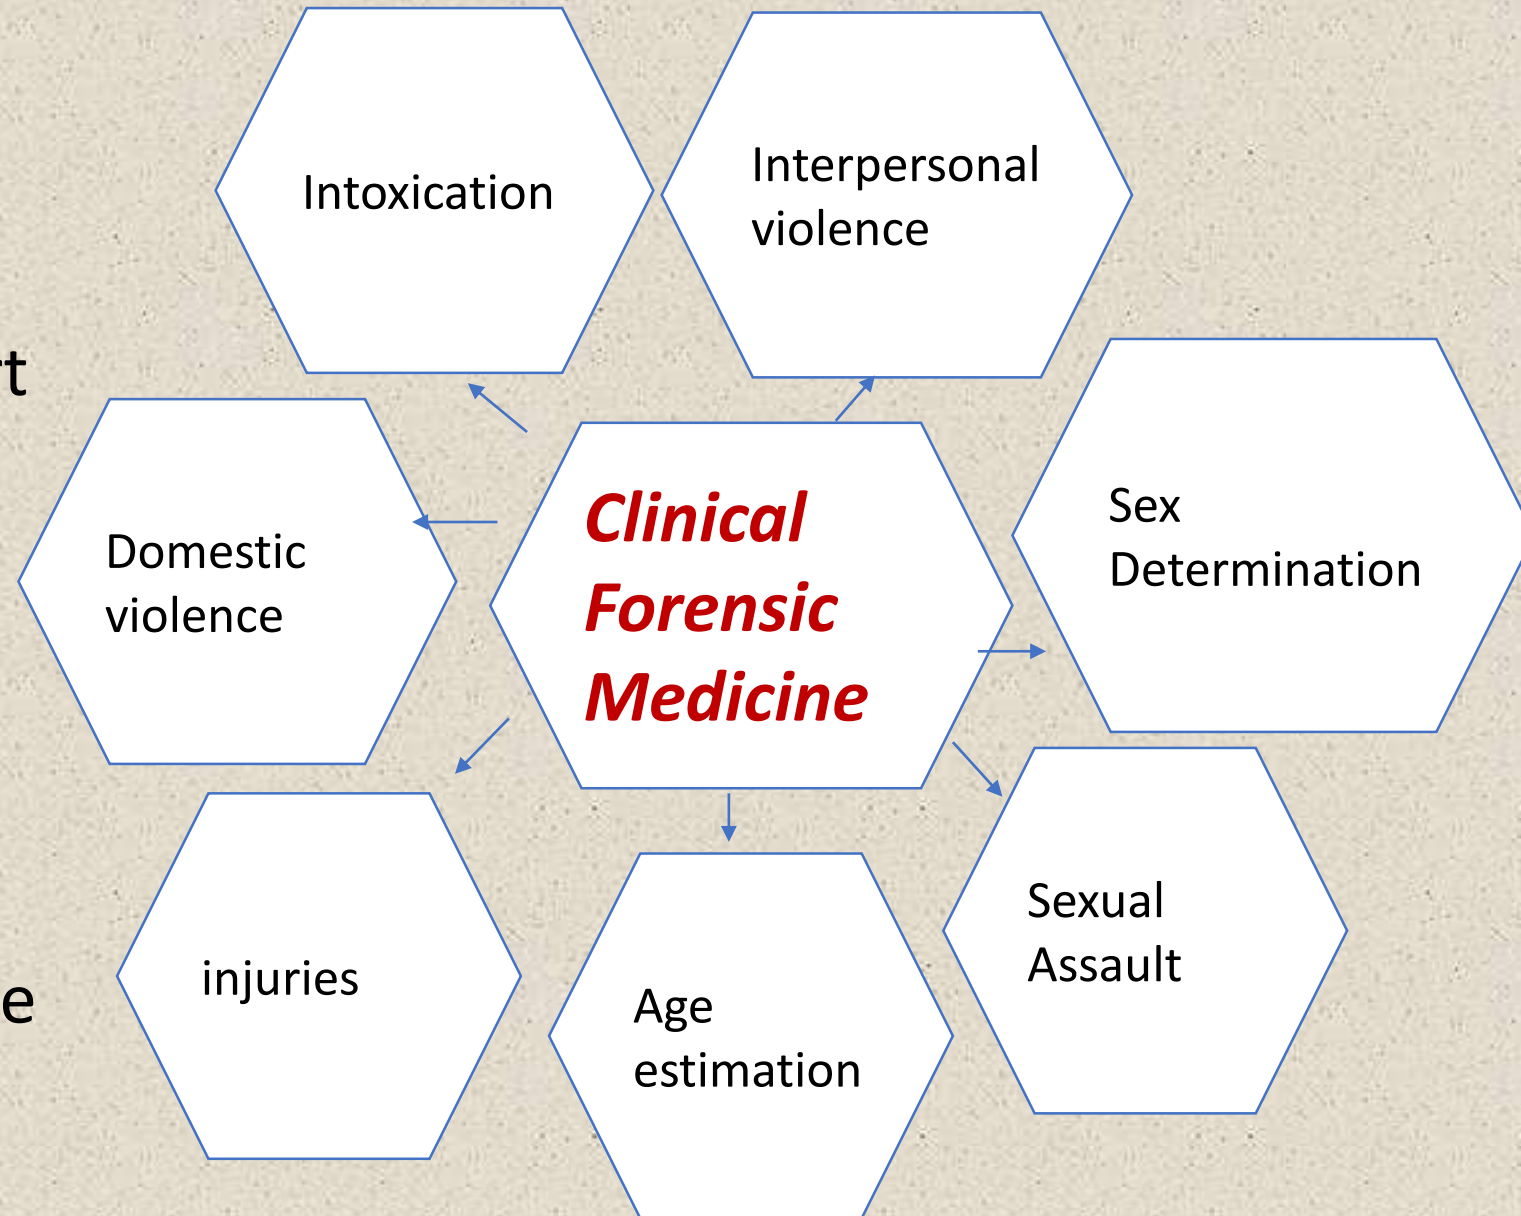 Intoxication
Interpersonal
violence
Domestic
violence
Clinical
Forensic
Medicine
Sex
Determination
injuries
Age
estimation
Sexual
Assault